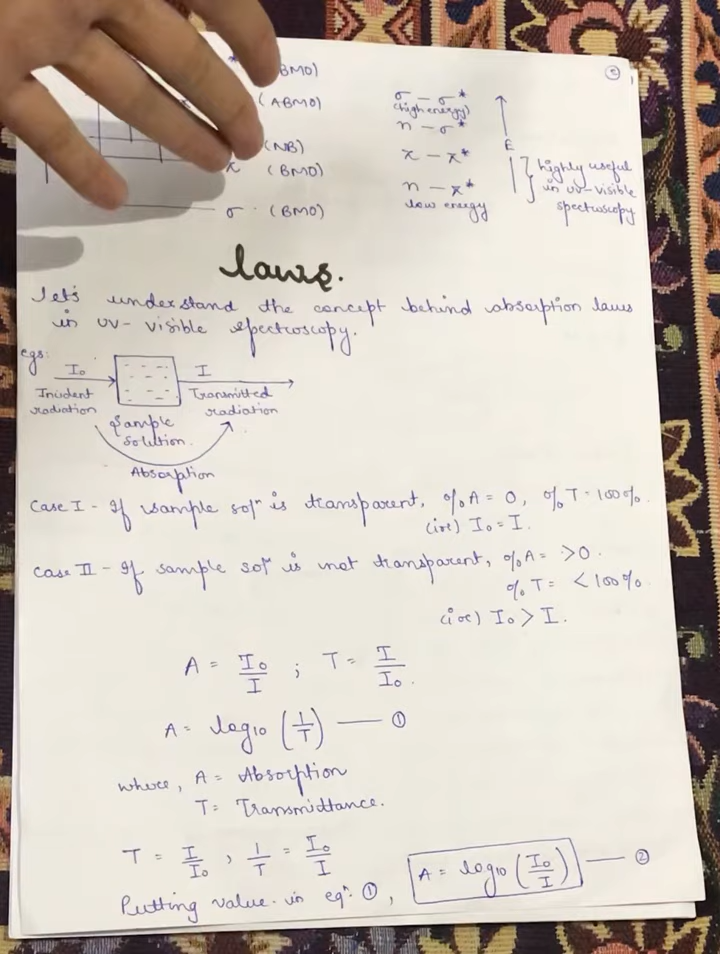 * (ABMO)
(ABMO)
(NB)
π (BMO)
σ (BMO)
σ – σ*
(high energy)
n – σ*
π – π*
n – π*
low energy
E
highly useful
in UV-visible
spectroscopy
5
laws.
Let's understand the concept behind absorption laws
in UV-visible spectroscopy.
egs:
I₀
I
Incident
radiation
Transmitted
radiation
Sample
solution.
Absorption
Case I - If sample solⁿ is transparent, %A = 0, %T = 100%.
(i.e) I₀ = I.
Case II - If sample solⁿ is not transparent, %A = >0.
%T = <100%.
(i.e) I₀ > I.
A = I₀/I ; T = I/I₀.
A = log₁₀ (1/T) —— ①
where, A = Absorption
T = Transmittance.
T = I/I₀ , 1/T = I₀/I
Putting value in eqⁿ ①, A = log₁₀ (I₀/I) —— ②